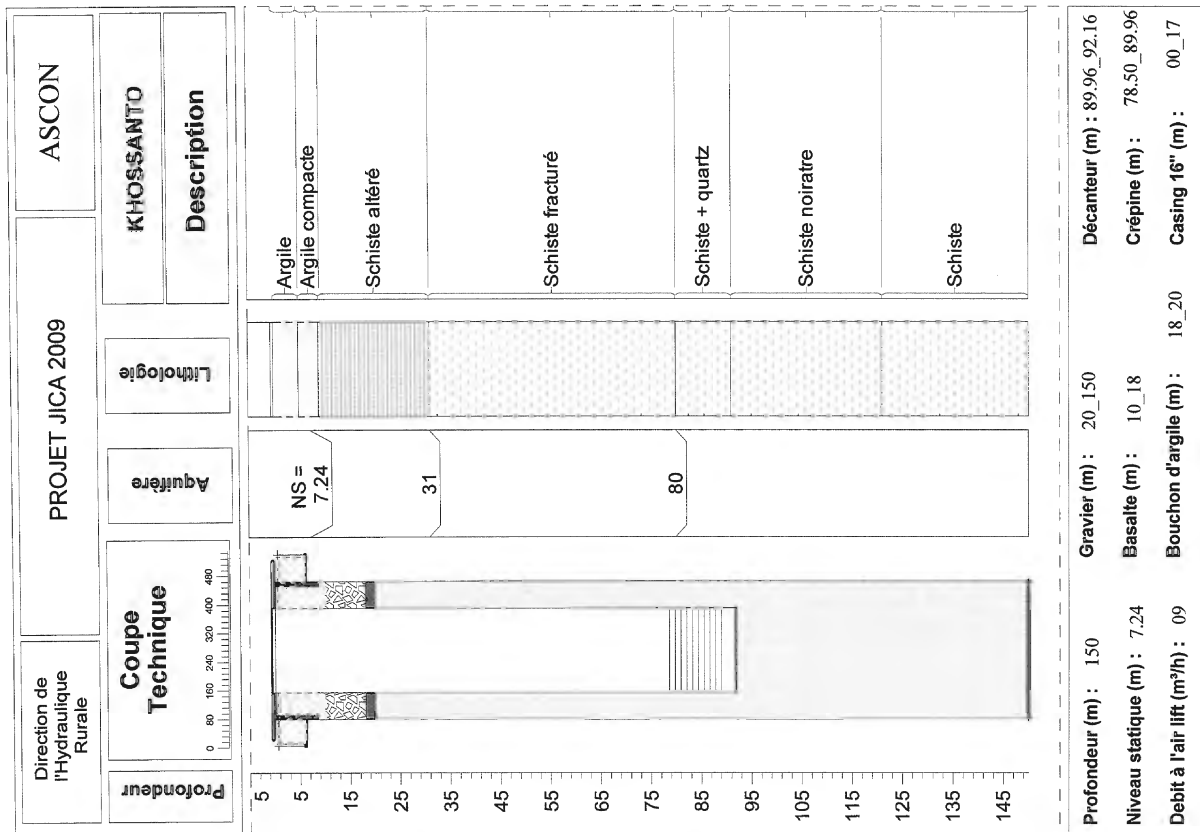 Direction de
l'Hydraulique
Rurale
PROJET JICA 2009
ASCON
Profondeur
Coupe
Technique
0 80 160 240 320 400 480
Aquifère
Lithologie
KHOSSANTO
Description
5
5
15
25
35
45
55
65
75
85
95
105
115
125
135
145
NS =
7.24
31
80
Argile
Argile compacte
Schiste altéré
Schiste fracturé
Schiste + quartz
Schiste noiratre
Schiste
Profondeur (m) : 150
Gravier (m) : 20_150
Décanteur (m) : 89.96_92.16
Niveau statique (m) : 7.24
Basalte (m) : 10_18
Crépine (m) : 78.50_89.96
Debit à l'air lift (m³/h) : 09
Bouchon d'argile (m) : 18_20
Casing 16" (m) : 00_17